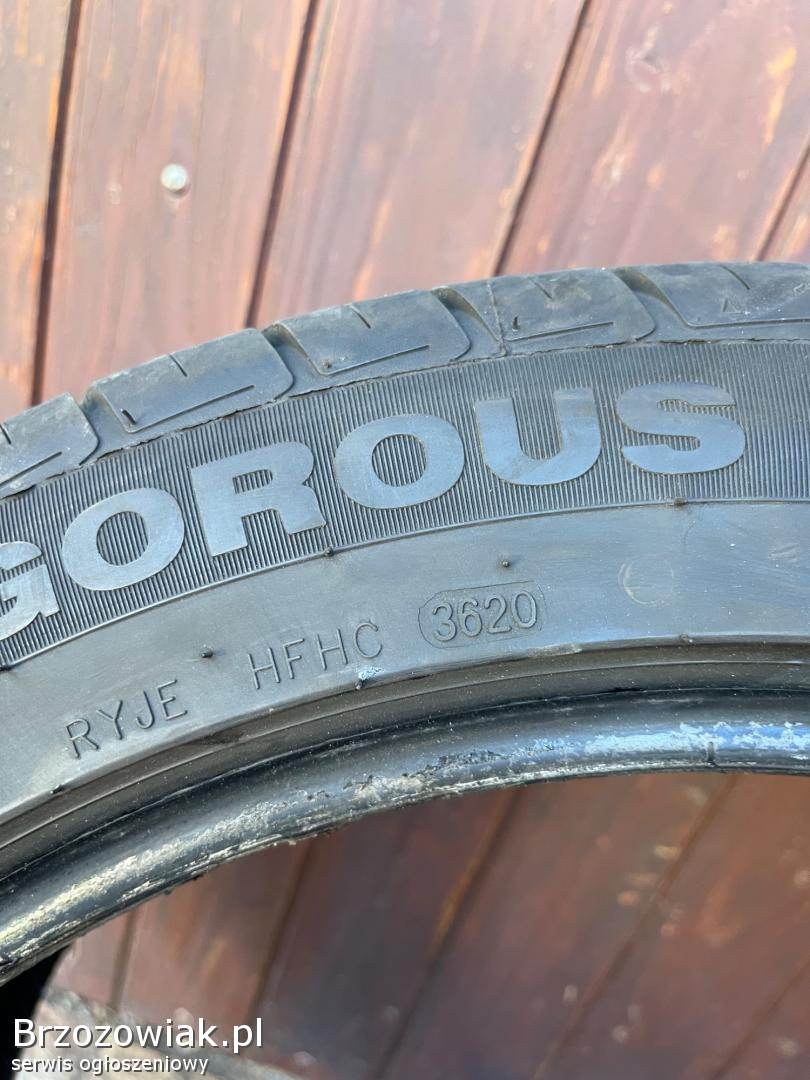 GOROUS
RYJE HFHC 3620
Brzozowiak.pl
serwis ogłoszeniowy